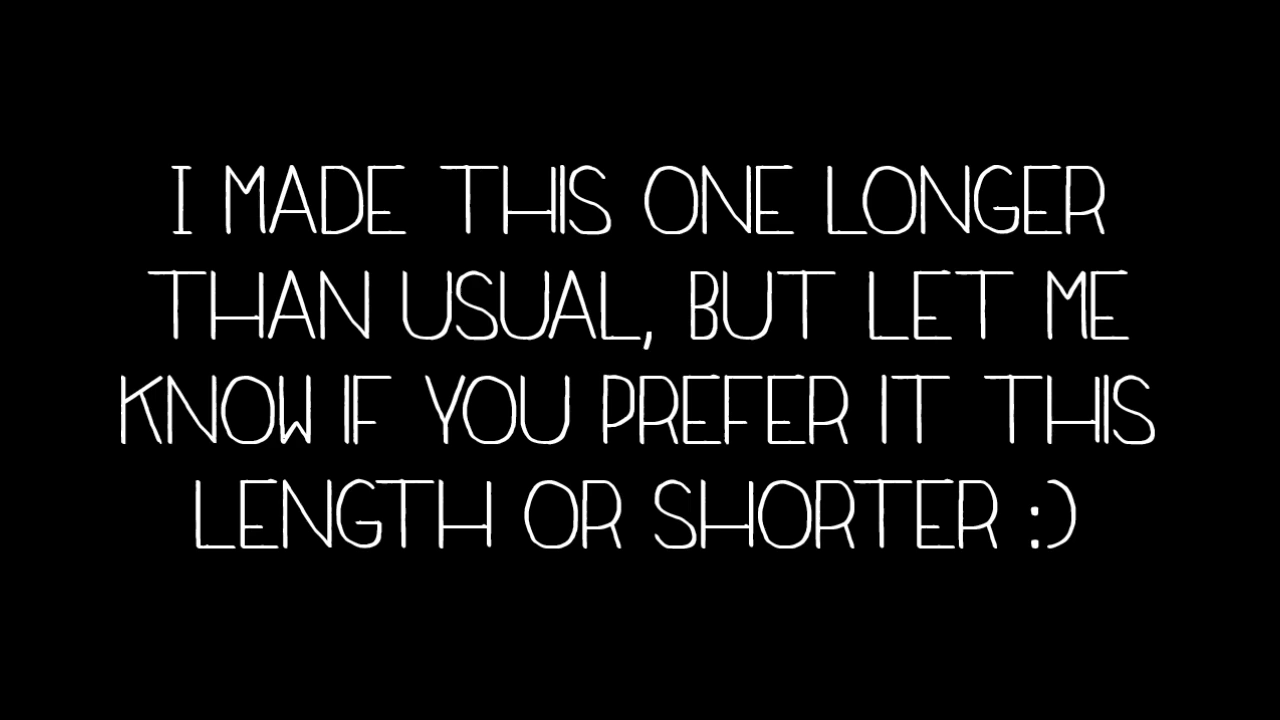 I MADE THIS ONE LONGER
THAN USUAL, BUT LET ME
KNOW IF YOU PREFER IT THIS
LENGTH OR SHORTER :)